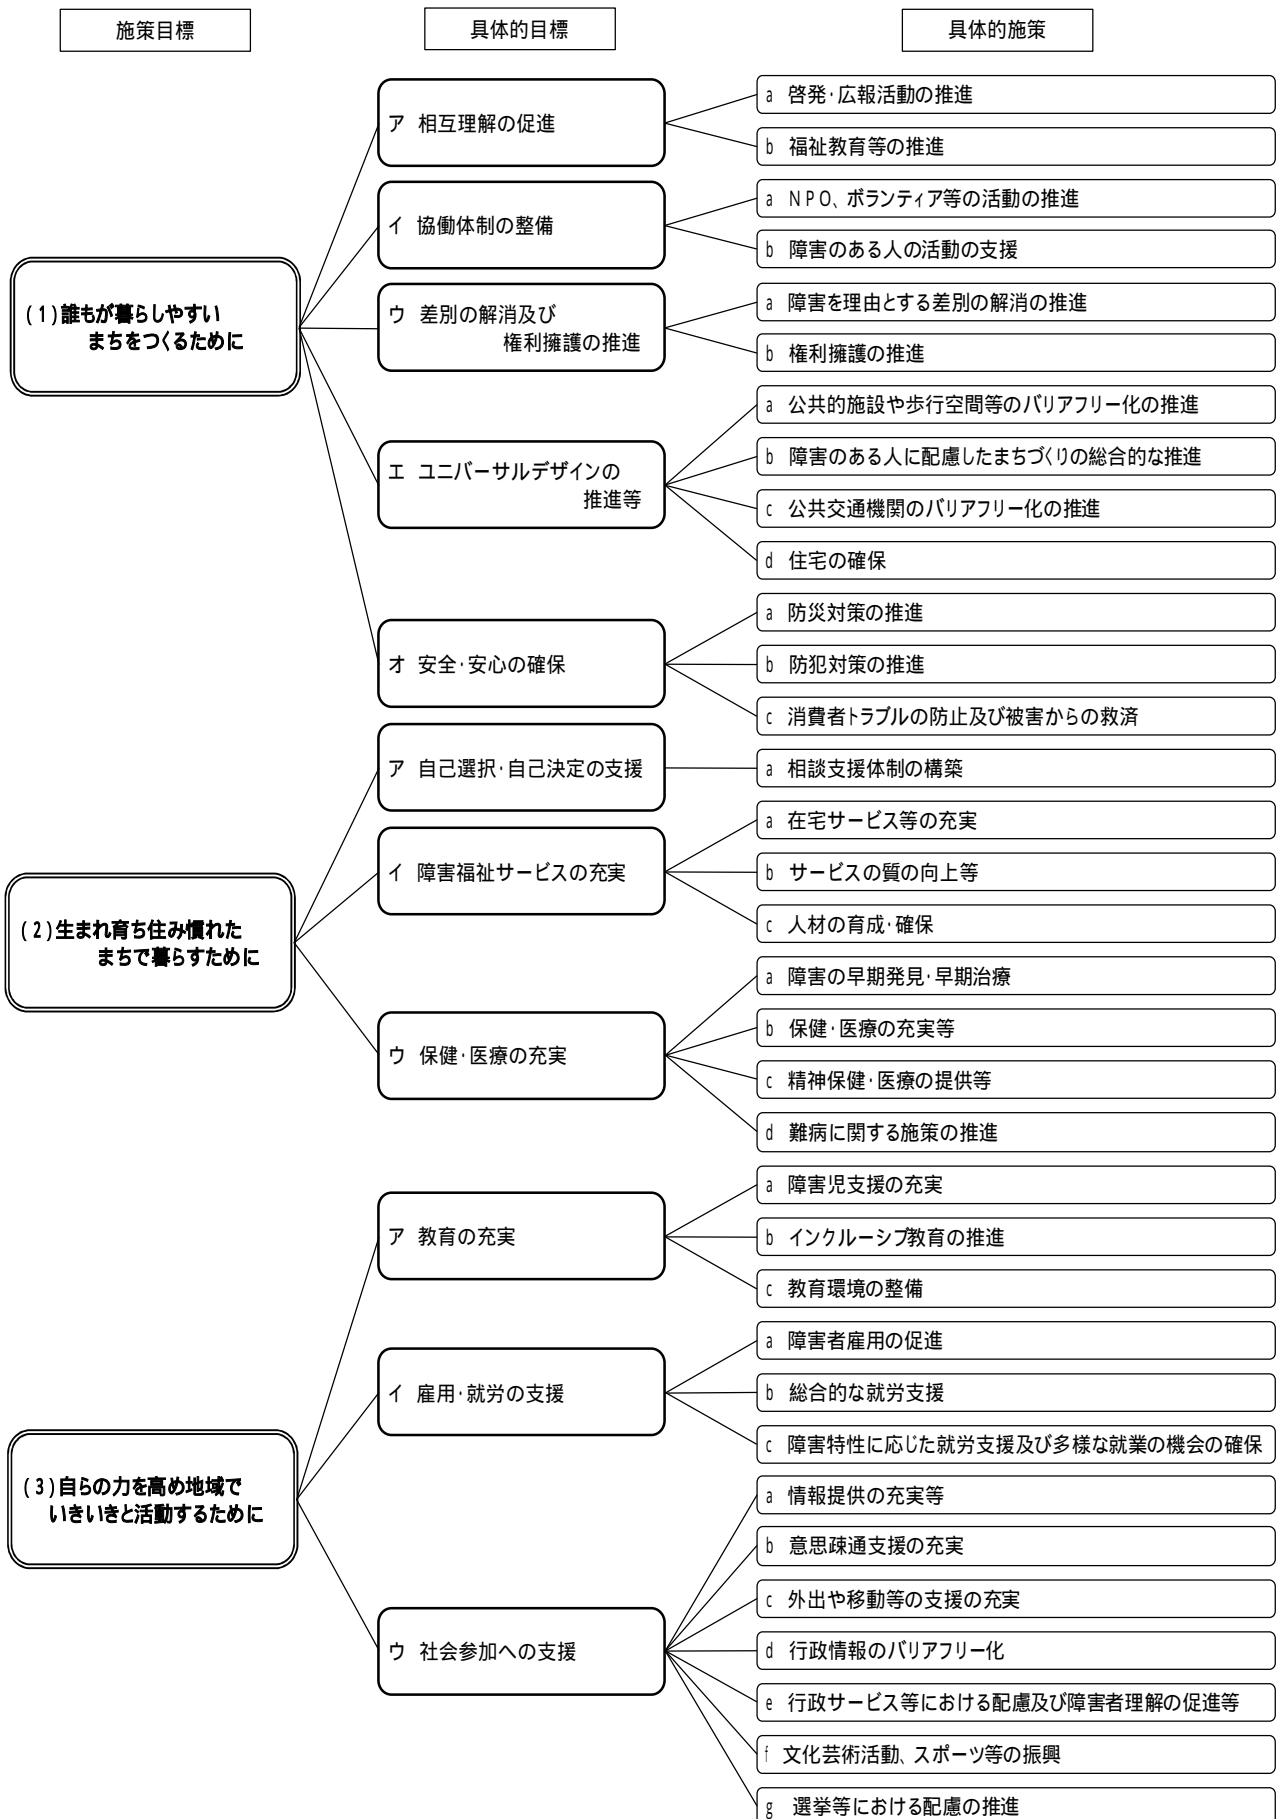 施策目標
具体的目標
具体的施策
(1)誰もが暮らしやすい
まちをつくるために
ア 相互理解の促進
a 啓発・広報活動の推進
b 福祉教育等の推進
イ 協働体制の整備
a NPO、ボランティア等の活動の推進
b 障害のある人の活動の支援
ウ 差別の解消及び
権利擁護の推進
a 障害を理由とする差別の解消の推進
b 権利擁護の推進
エ ユニバーサルデザインの
推進等
a 公共的施設や歩行空間等のバリアフリー化の推進
b 障害のある人に配慮したまちづくりの総合的な推進
c 公共交通機関のバリアフリー化の推進
d 住宅の確保
オ 安全・安心の確保
a 防災対策の推進
b 防犯対策の推進
c 消費者トラブルの防止及び被害からの救済
(2)生まれ育ち住み慣れた
まちで暮らすために
ア 自己選択・自己決定の支援
a 相談支援体制の構築
イ 障害福祉サービスの充実
a 在宅サービス等の充実
b サービスの質の向上等
c 人材の育成・確保
ウ 保健・医療の充実
a 障害の早期発見・早期治療
b 保健・医療の充実等
c 精神保健・医療の提供等
d 難病に関する施策の推進
(3)自らの力を高め地域で
いきいきと活動するために
ア 教育の充実
a 障害児支援の充実
b インクルーシブ教育の推進
c 教育環境の整備
イ 雇用・就労の支援
a 障害者雇用の促進
b 総合的な就労支援
c 障害特性に応じた就労支援及び多様な就業の機会の確保
ウ 社会参加への支援
a 情報提供の充実等
b 意思疎通支援の充実
c 外出や移動等の支援の充実
d 行政情報のバリアフリー化
e 行政サービス等における配慮及び障害者理解の促進等
f 文化芸術活動、スポーツ等の振興
g 選挙等における配慮の推進